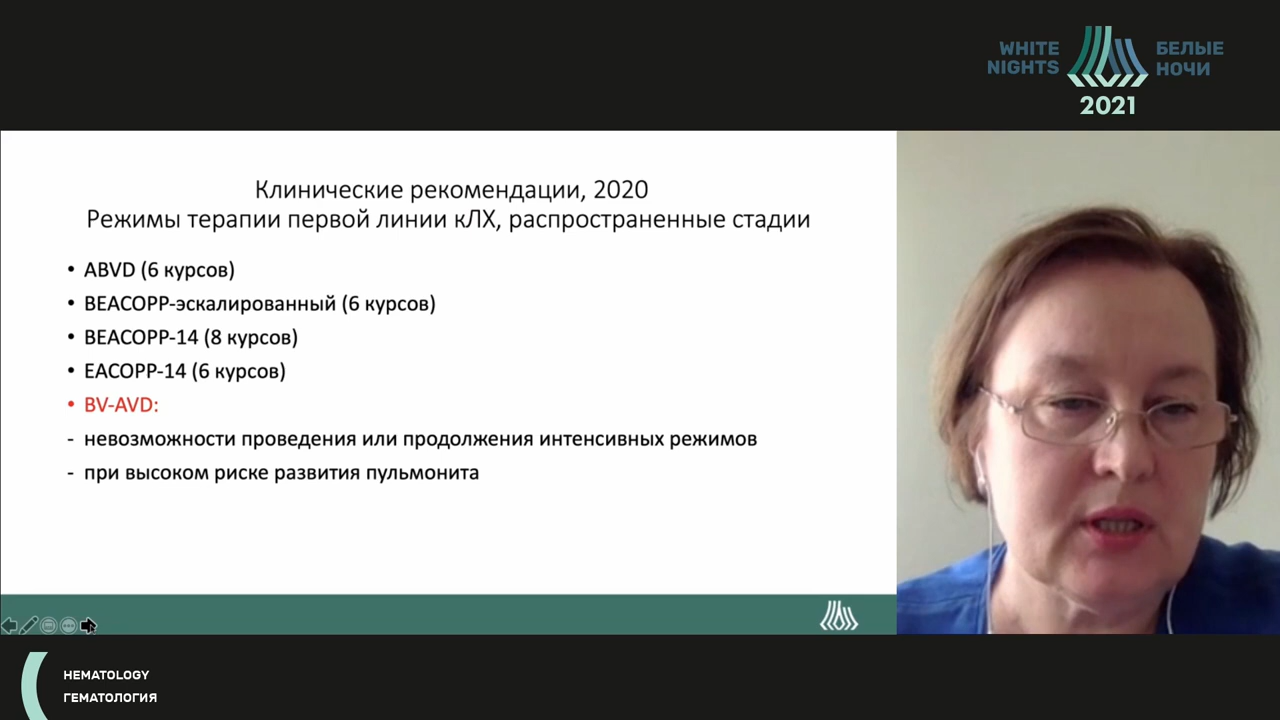 WHITE
NIGHTS
БЕЛЫЕ
НОЧИ
2021
Клинические рекомендации, 2020
Режимы терапии первой линии кЛХ, распространенные стадии
• ABVD (6 курсов)
• BEACOPP-эскалированный (6 курсов)
• BEACOPP-14 (8 курсов)
• EACOPP-14 (6 курсов)
• BV-AVD:
- невозможности проведения или продолжения интенсивных режимов
- при высоком риске развития пульмонита
HEMATOLOGY
ГЕМАТОЛОГИЯ